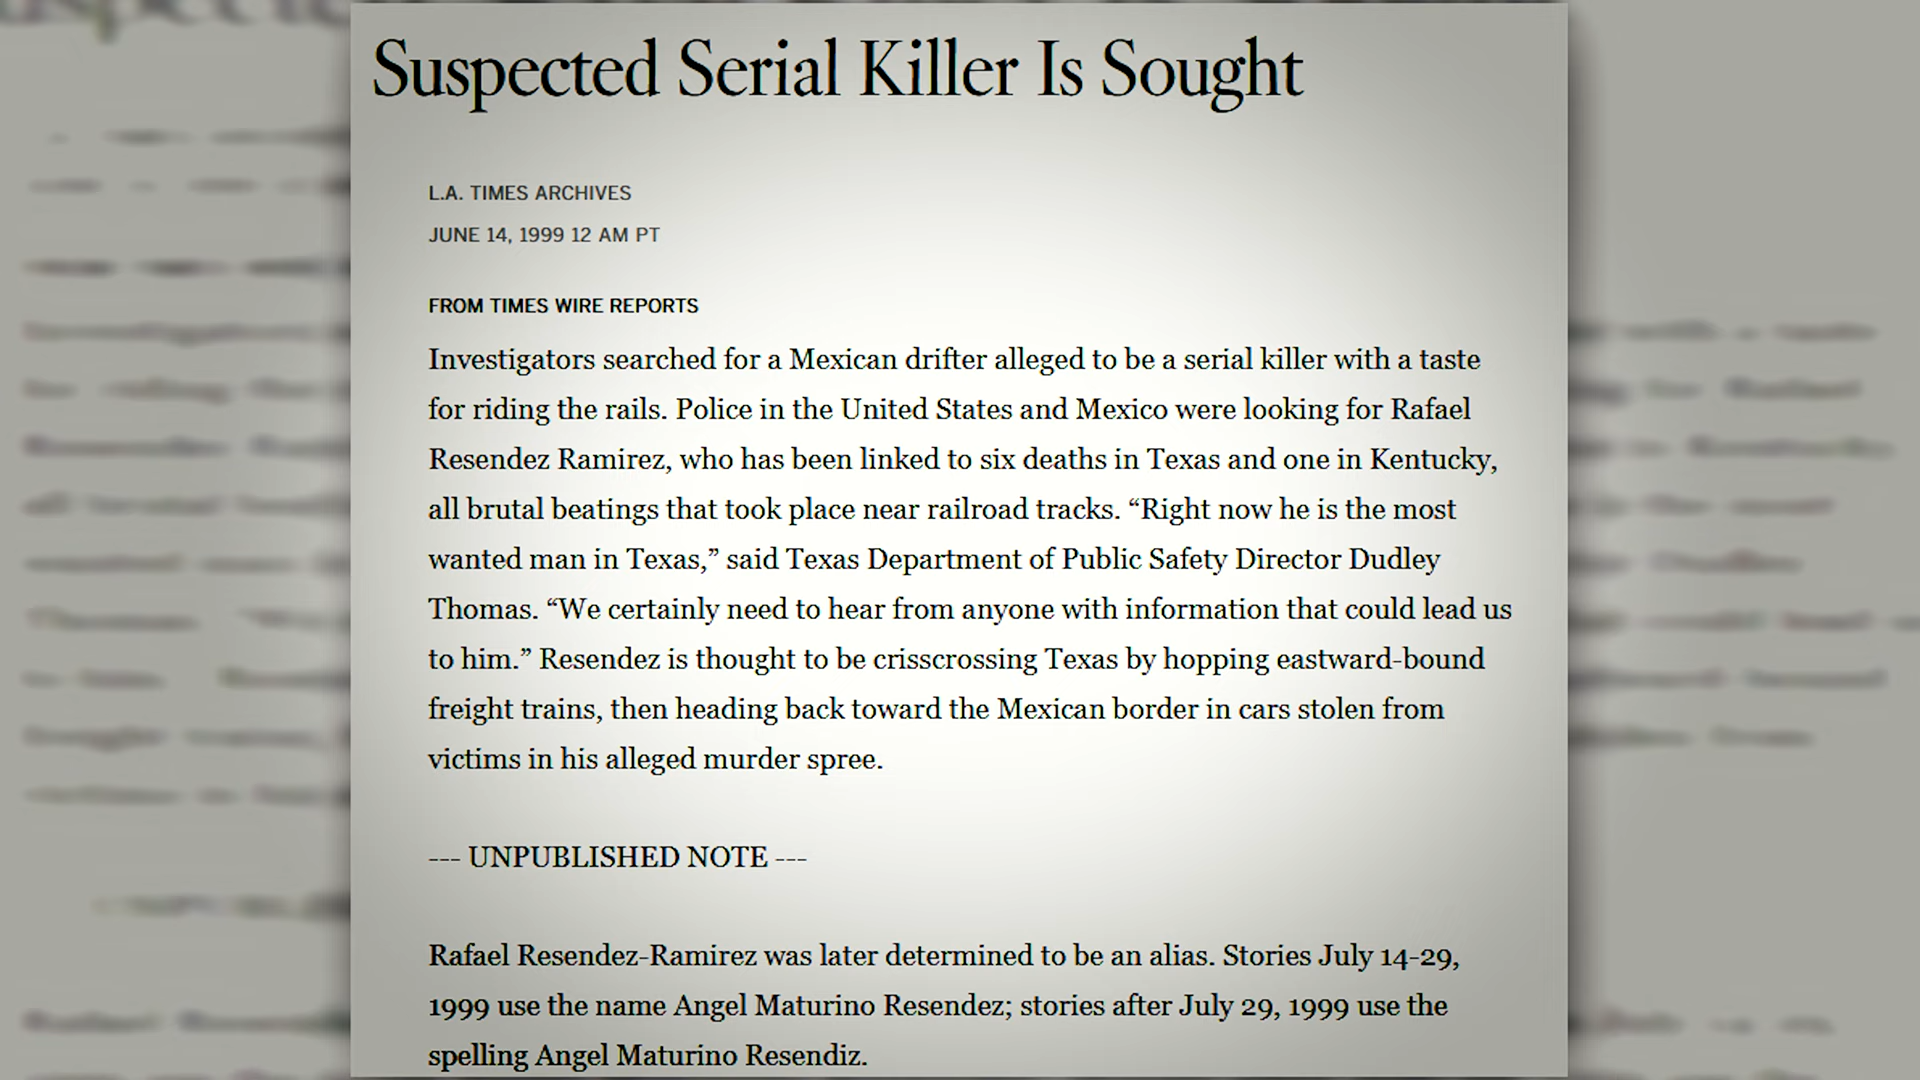 Suspected Serial Killer Is Sought
L.A. TIMES ARCHIVES
JUNE 14, 1999 12 AM PT
FROM TIMES WIRE REPORTS
Investigators searched for a Mexican drifter alleged to be a serial killer with a taste
for riding the rails. Police in the United States and Mexico were looking for Rafael
Resendez Ramirez, who has been linked to six deaths in Texas and one in Kentucky,
all brutal beatings that took place near railroad tracks. “Right now he is the most
wanted man in Texas,” said Texas Department of Public Safety Director Dudley
Thomas. “We certainly need to hear from anyone with information that could lead us
to him.” Resendez is thought to be crisscrossing Texas by hopping eastward-bound
freight trains, then heading back toward the Mexican border in cars stolen from
victims in his alleged murder spree.
--- UNPUBLISHED NOTE ---
Rafael Resendez-Ramirez was later determined to be an alias. Stories July 14-29,
1999 use the name Angel Maturino Resendez; stories after July 29, 1999 use the
spelling Angel Maturino Resendiz.